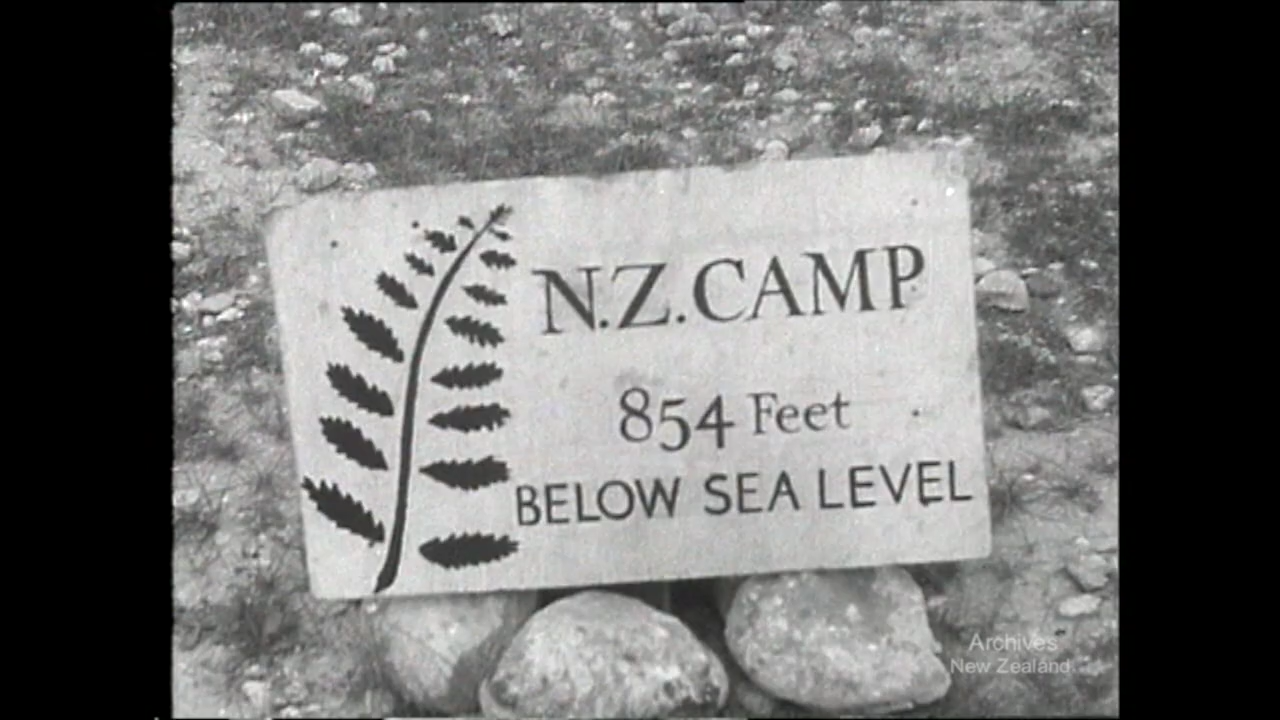 N.Z. CAMP
854 Feet
BELOW SEA LEVEL
Archives
New Zealand